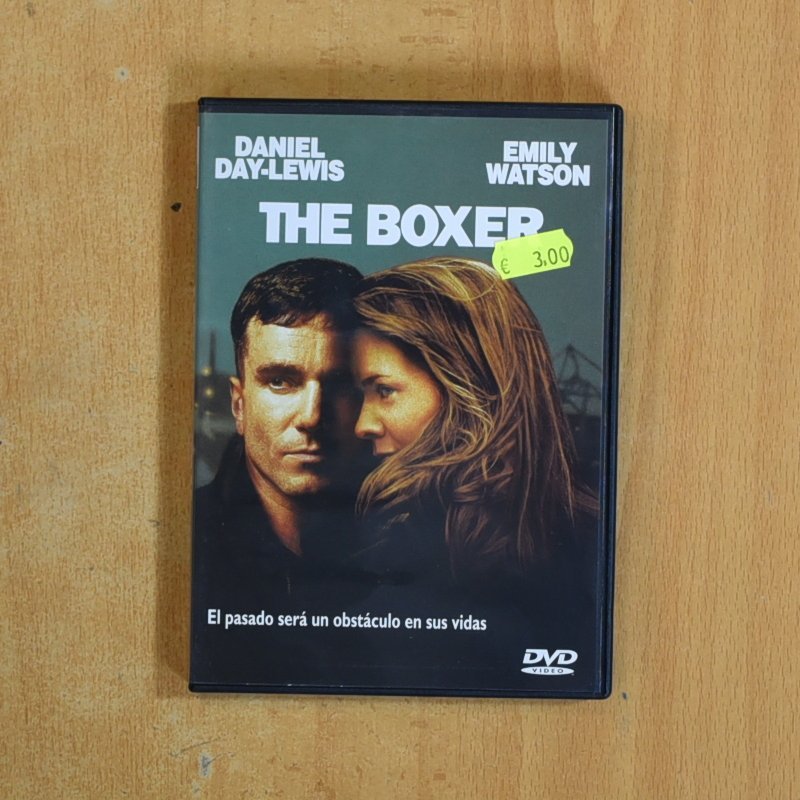 DANIEL
DAY-LEWIS
EMILY
WATSON
THE BOXER
€ 3,00
El pasado será un obstáculo en sus vidas
DVD
VIDEO